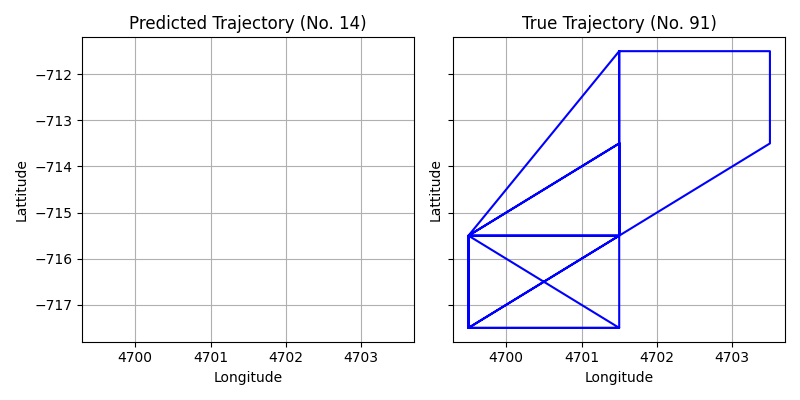 Predicted Trajectory (No. 14)
True Trajectory (No. 91)
−712
−713
−714
−715
−716
−717
Lattitude
Lattitude
4700 4701 4702 4703
4700 4701 4702 4703
Longitude
Longitude